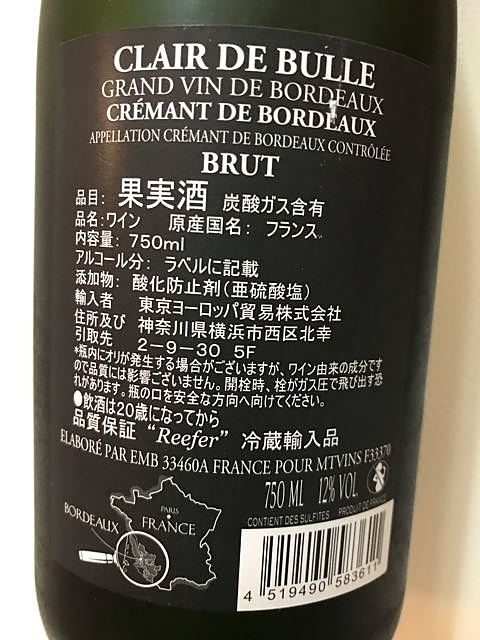 CLAIR DE BULLE
GRAND VIN DE BORDEAUX
CRÉMANT DE BORDEAUX
APPELLATION CRÉMANT DE BORDEAUX CONTRÔLÉE
BRUT
品目: 果実酒 炭酸ガス含有
品名:ワイン 原産国名: フランス
内容量: 750ml
アルコール分: ラベルに記載
添加物: 酸化防止剤(亜硫酸塩)
輸入者 東京ヨーロッパ貿易株式会社
住所及び 神奈川県横浜市西区北幸
引取先 2-9-30 5F
*瓶内にオリが発生する場合がございますが、ワイン由来の成分です
ので品質には影響ございません。開栓時、栓がガス圧で飛び出す恐
れがあります。瓶の口を安全な方向へ向けてください。
●飲酒は20歳になってから
品質保証 “Reefer” 冷蔵輸入品
ELABORÉ PAR EMB 33460A FRANCE POUR MTVINS F33370
750 ML 12% VOL.
CONTIENT DES SULFITES PRODUIT DE FRANCE
PARIS
FRANCE
BORDEAUX
4 519490 583611